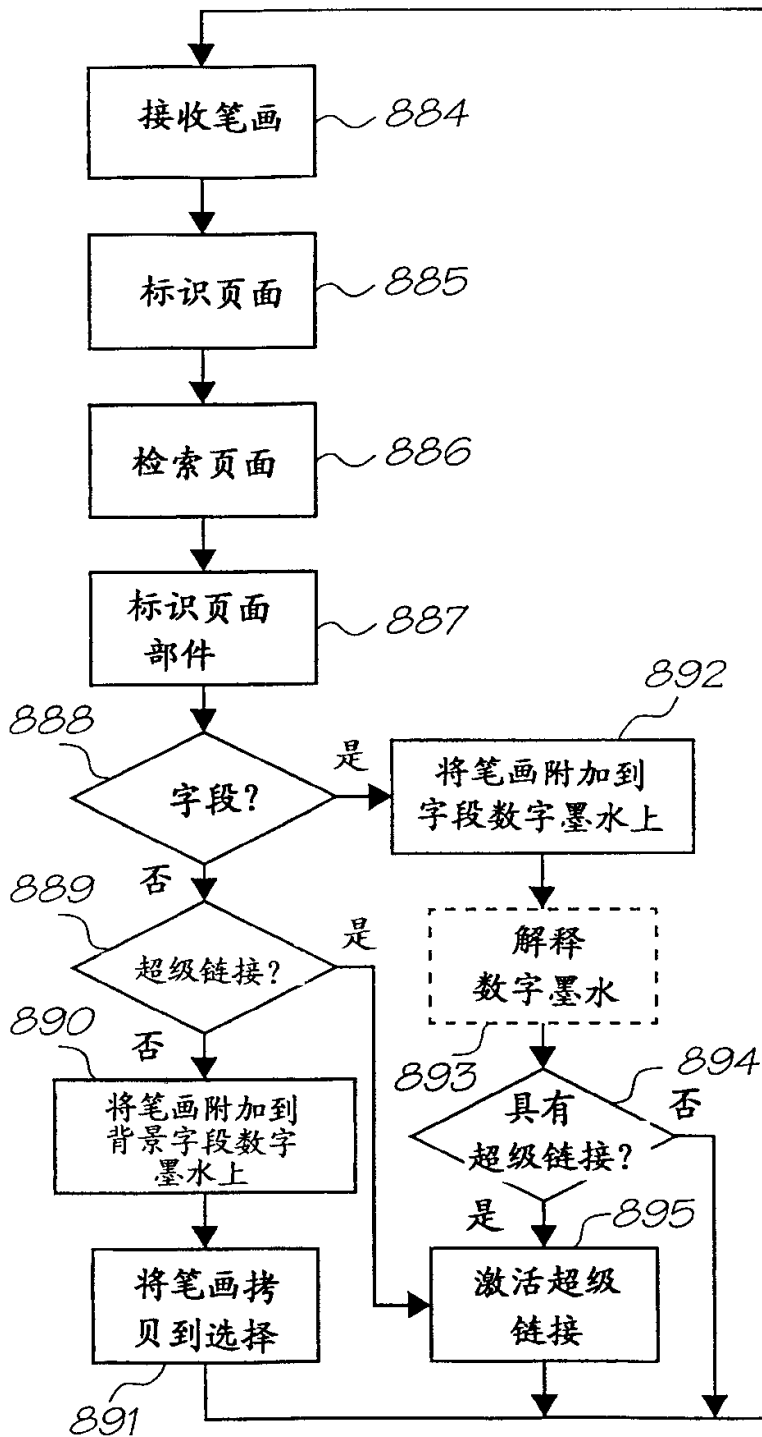 接收笔画
884
标识页面
885
检索页面
886
标识页面
部件
887
888
字段?
是
892
将笔画附加到
字段数字墨水上
否
889
超级链接?
是
解释
数字墨水
893
890
否
894
将笔画附加到
背景字段数字
墨水上
具有
超级链接?
否
是
895
将笔画拷
贝到选择
891
激活超级
链接